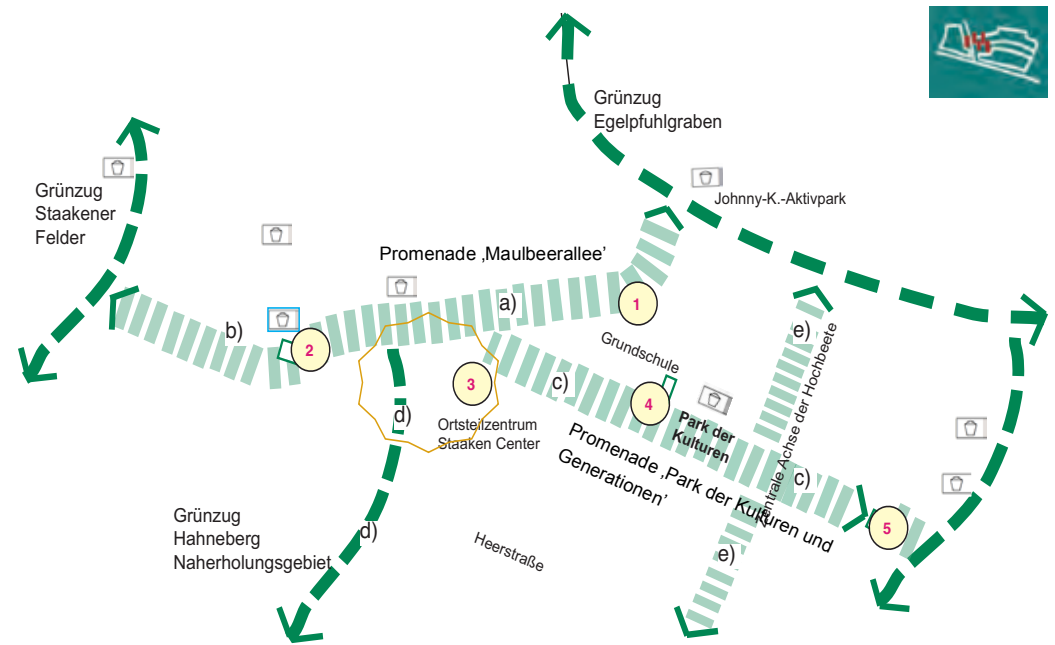 Grünzug
Egelpfuhlgraben
Johnny-K.-Aktivpark
Grünzug
Staakener
Felder
Promenade ‚Maulbeerallee’
a)
1
b)
2
e)
Grundschule
3
c)
4
d)
Ortsteilzentrum
Staaken Center
Park der
Kulturen
Zentrale Achse der Hochbeete
Promenade ‚Park der Kulturen und
Generationen’
c)
5
Grünzug
Hahneberg
Naherholungsgebiet
d)
Heerstraße
e)